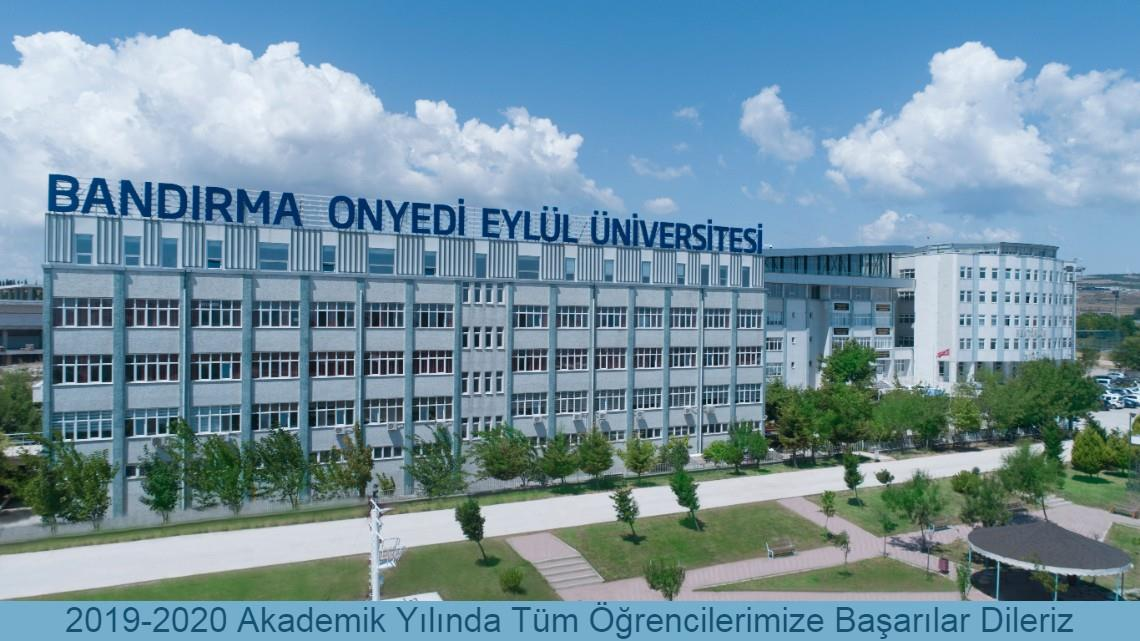 BANDIRMA ONYEDİ EYLÜL ÜNİVERSİTESİ
2019-2020 Akademik Yılında Tüm Öğrencilerimize Başarılar Dileriz